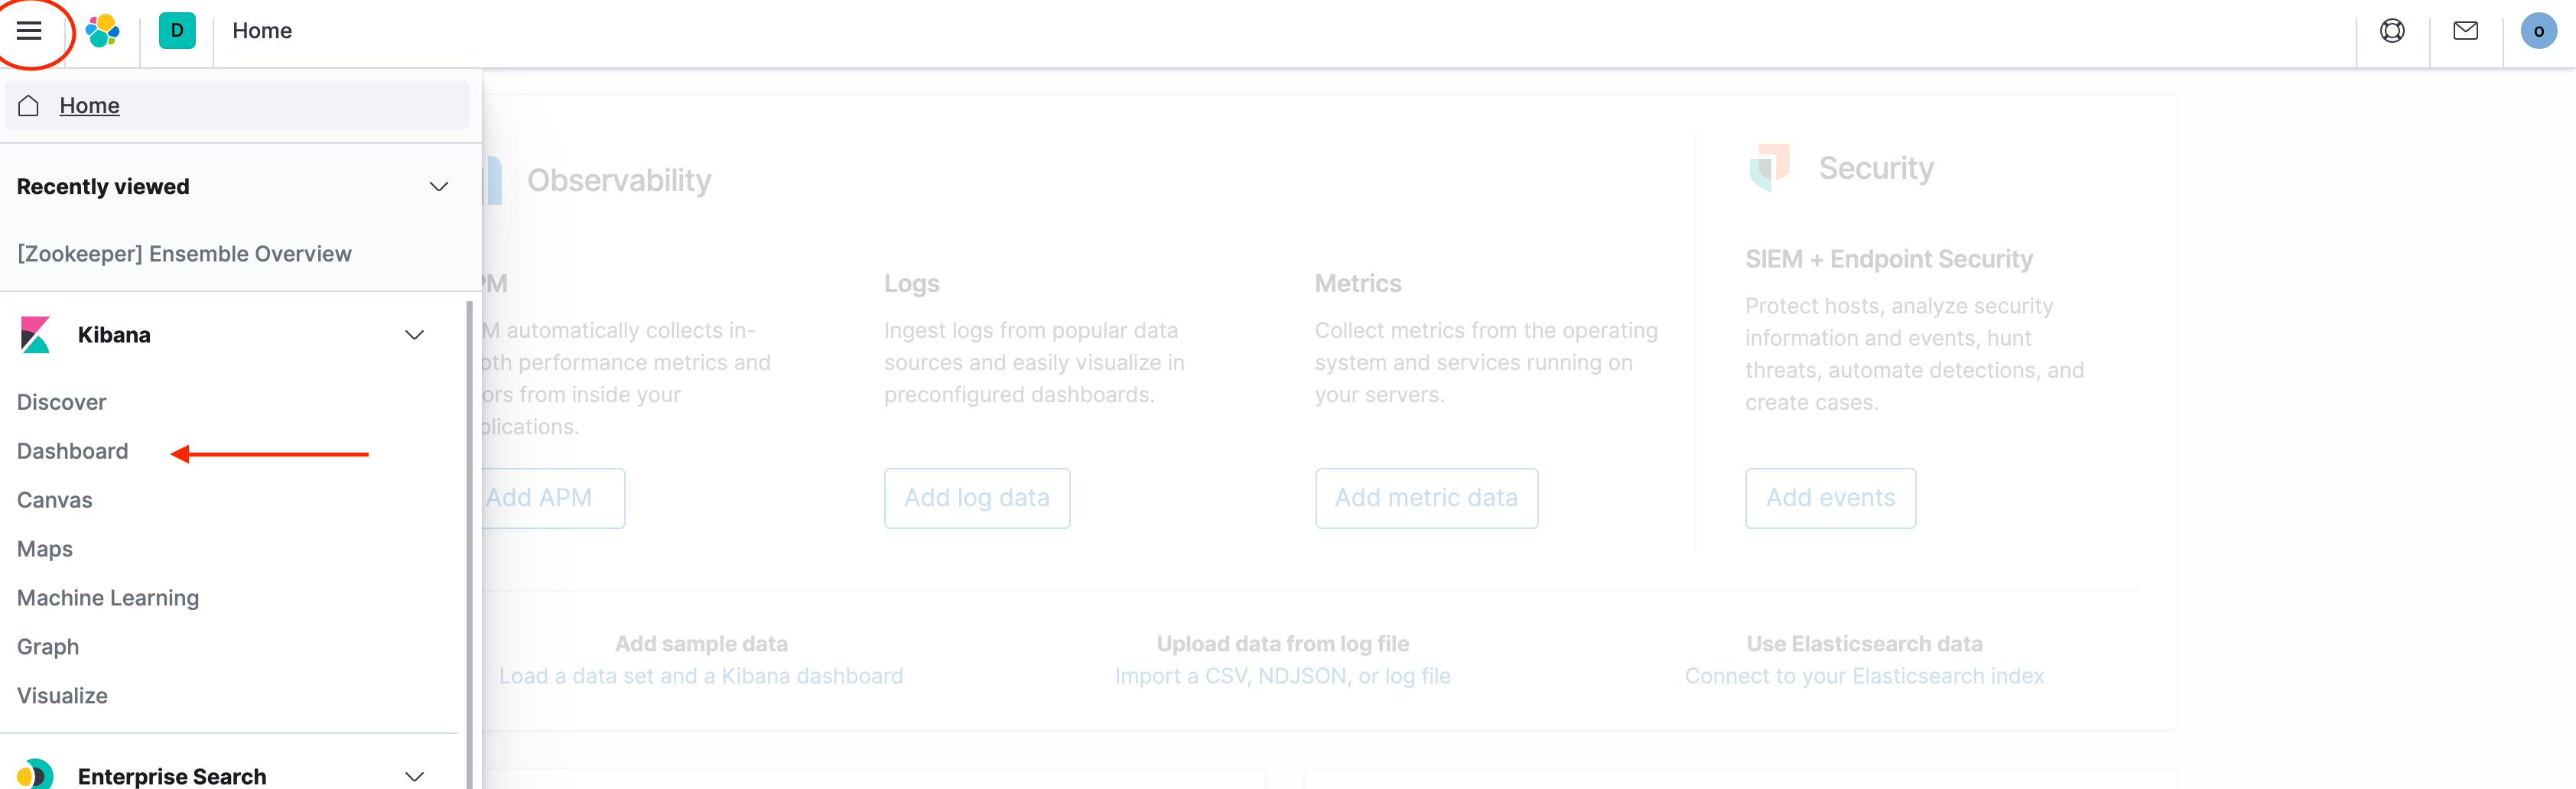 D
Home
o
Home
Recently viewed
[Zookeeper] Ensemble Overview
Kibana
Discover
Dashboard
Canvas
Maps
Machine Learning
Graph
Visualize
Enterprise Search
Observability
Security
PM
Logs
Metrics
SIEM + Endpoint Security
M automatically collects in-
pth performance metrics and
ors from inside your
plications.
Ingest logs from popular data
sources and easily visualize in
preconfigured dashboards.
Collect metrics from the operating
system and services running on
your servers.
Protect hosts, analyze security
information and events, hunt
threats, automate detections, and
create cases.
Add APM
Add log data
Add metric data
Add events
Add sample data
Load a data set and a Kibana dashboard
Upload data from log file
Import a CSV, NDJSON, or log file
Use Elasticsearch data
Connect to your Elasticsearch index